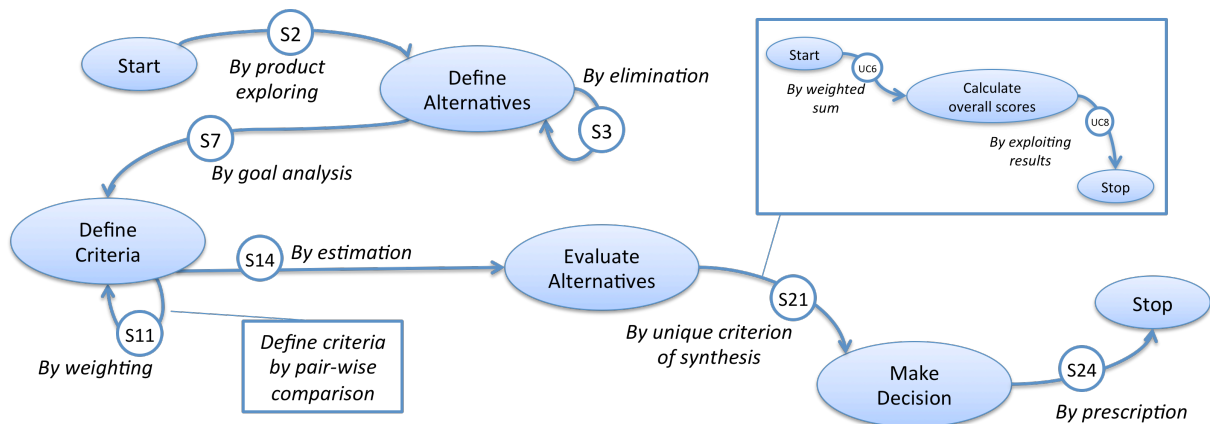 Start
S2
By product
exploring
Define
Alternatives
By elimination
S3
S7
By goal analysis
Define
Criteria
S14
By estimation
S11
By weighting
Define criteria
by pair-wise
comparison
Evaluate
Alternatives
S21
By unique criterion
of synthesis
Make
Decision
S24
By prescription
Stop
Start
UC6
By weighted
sum
Calculate
overall scores
UC8
By exploiting
results
Stop